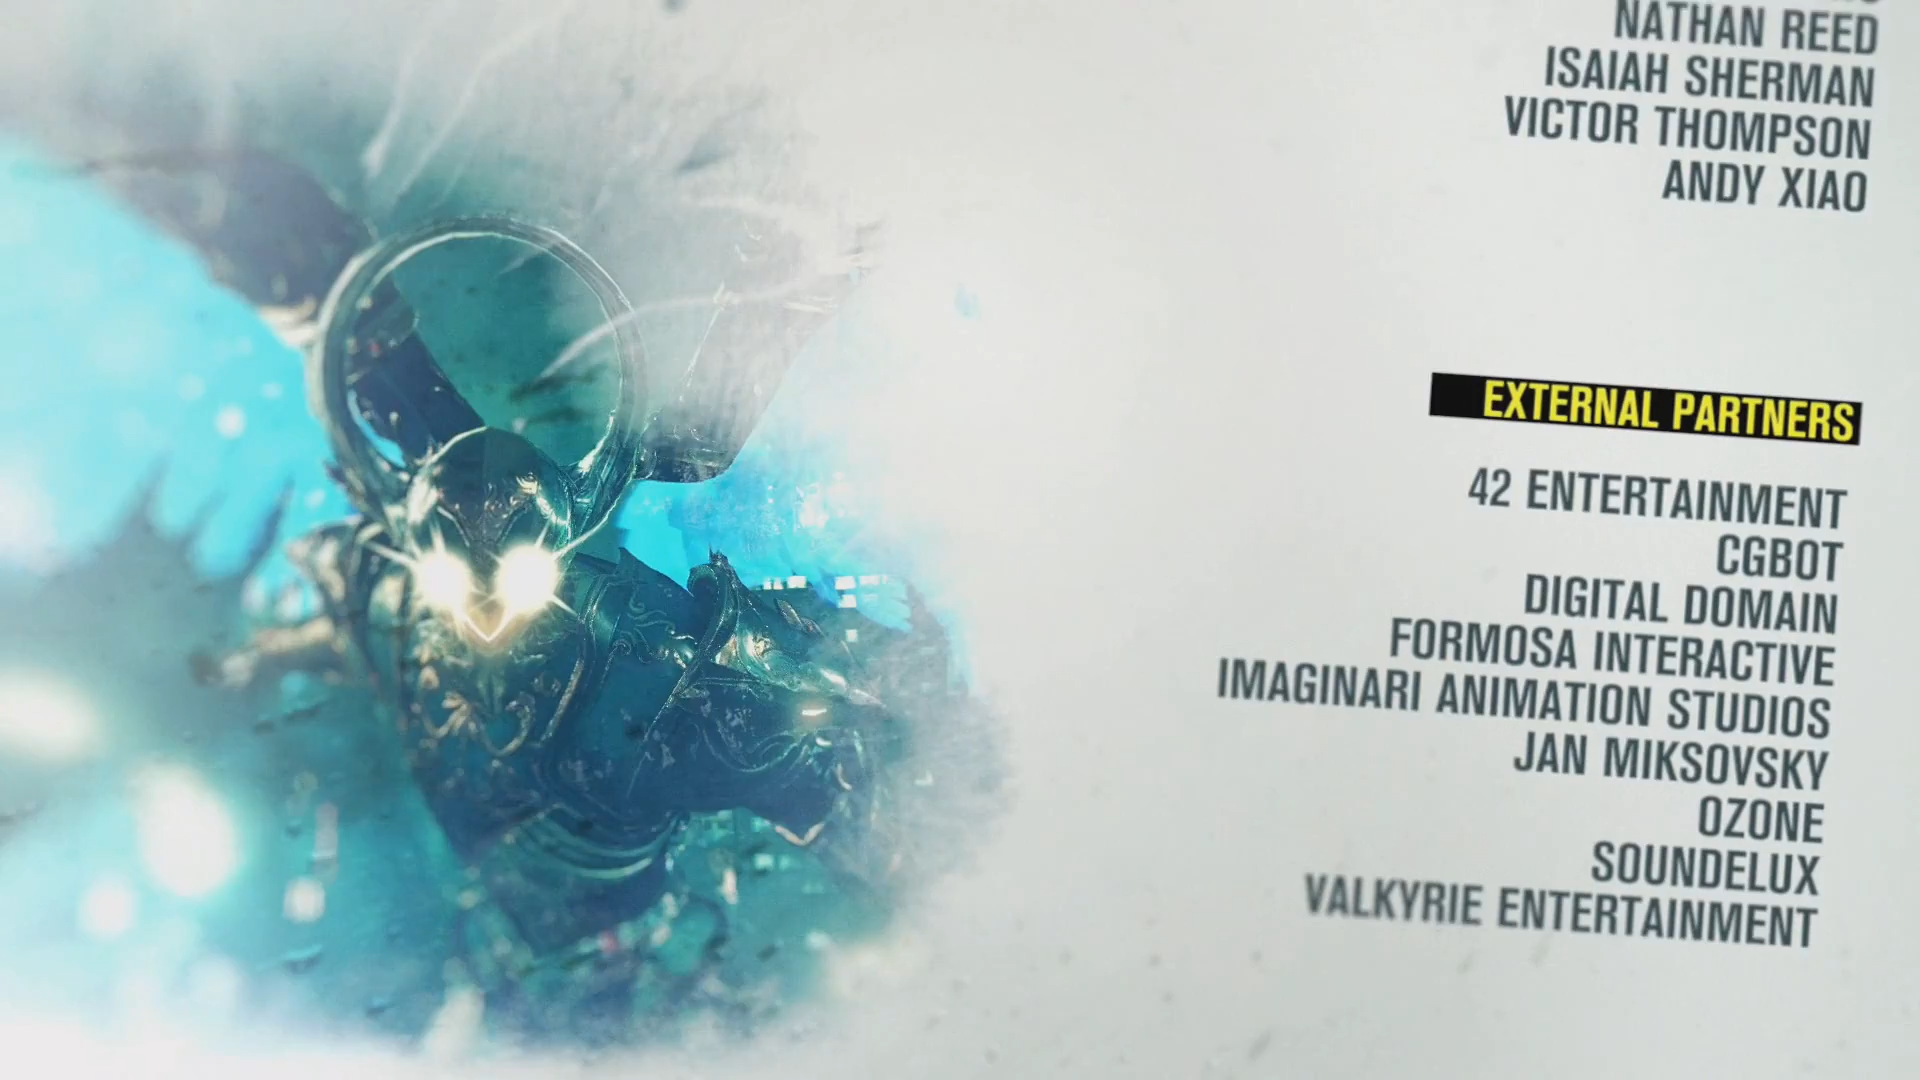 NATHAN REED
ISAIAH SHERMAN
VICTOR THOMPSON
ANDY XIAO
EXTERNAL PARTNERS
42 ENTERTAINMENT
CGBOT
DIGITAL DOMAIN
FORMOSA INTERACTIVE
IMAGINARI ANIMATION STUDIOS
JAN MIKSOVSKY
OZONE
SOUNDELUX
VALKYRIE ENTERTAINMENT